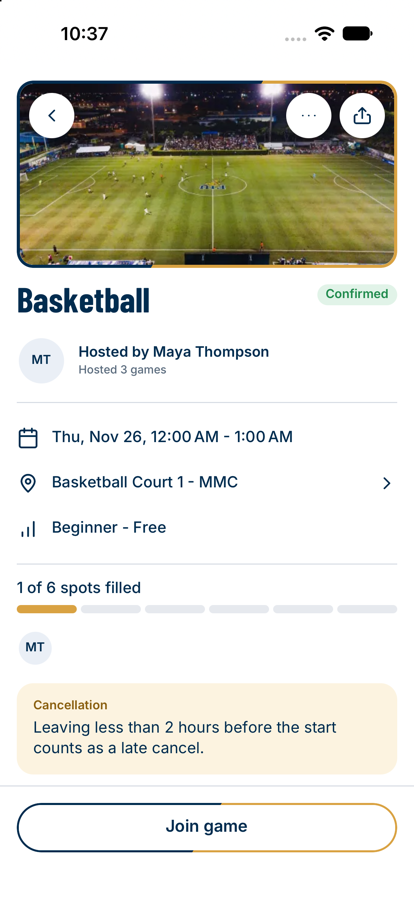 10:37
Basketball
Confirmed
MT
Hosted by Maya Thompson
Hosted 3 games
Thu, Nov 26, 12:00 AM - 1:00 AM
Basketball Court 1 - MMC
Beginner - Free
1 of 6 spots filled
MT
Cancellation
Leaving less than 2 hours before the start
counts as a late cancel.
Join game